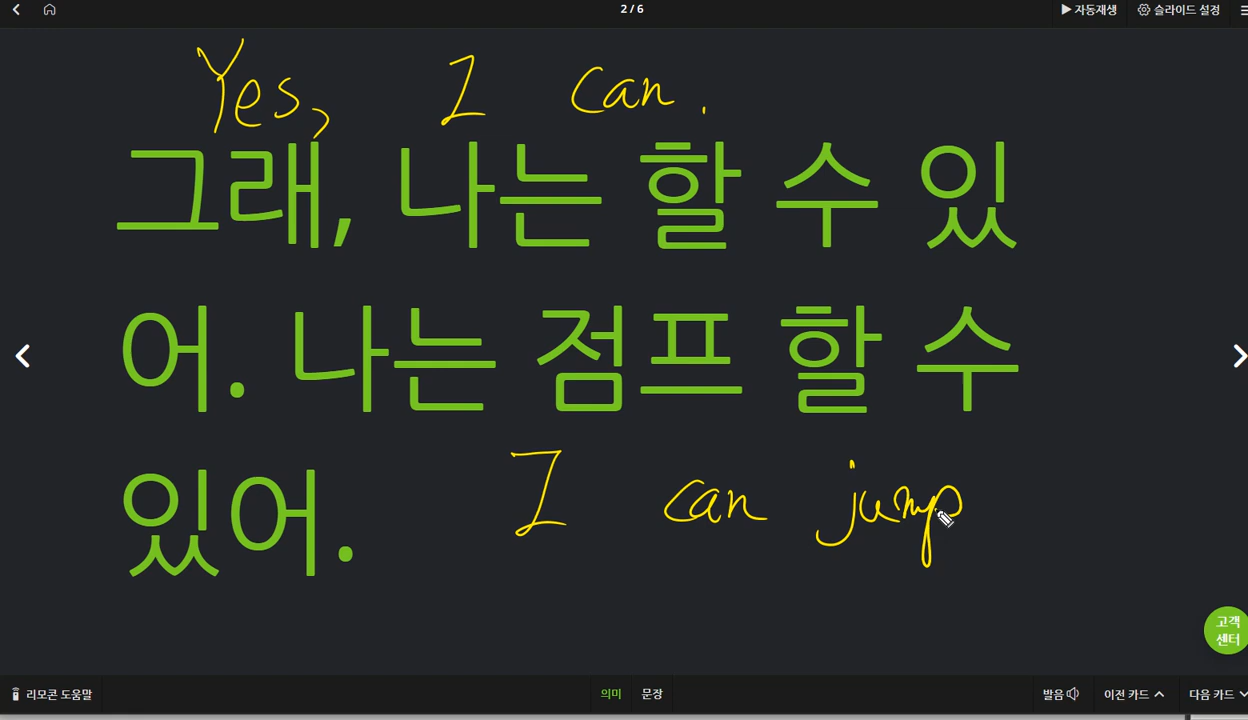 2 / 6
자동재생
슬라이드 설정
Yes, I can.
그래, 나는 할 수 있
어. 나는 점프 할 수
있어.
I can jump
고객
센터
리모콘 도움말
의미
문장
발음
이전 카드
다음 카드